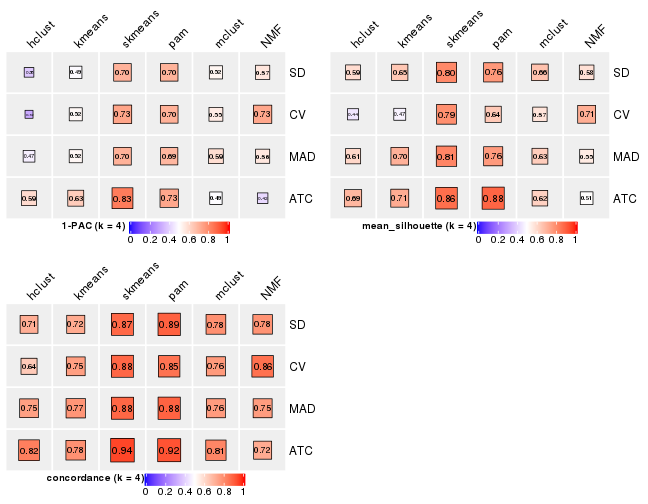 hclust kmeans skmeans pam mclust NMF
0.49 0.70 0.70 0.52 0.57 SD
0.52 0.73 0.70 0.55 0.73 CV
0.47 0.52 0.70 0.69 0.59 0.56 MAD
0.59 0.63 0.83 0.73 0.49 ATC
1-PAC (k = 4)
0 0.2 0.4 0.6 0.8 1
hclust kmeans skmeans pam mclust NMF
0.59 0.65 0.80 0.76 0.66 0.58 SD
0.44 0.47 0.79 0.64 0.57 0.71 CV
0.61 0.70 0.81 0.76 0.63 0.55 MAD
0.69 0.71 0.86 0.88 0.62 0.51 ATC
mean_silhouette (k = 4)
0 0.2 0.4 0.6 0.8 1
hclust kmeans skmeans pam mclust NMF
0.71 0.72 0.87 0.89 0.78 0.78 SD
0.64 0.75 0.88 0.85 0.76 0.86 CV
0.75 0.77 0.88 0.88 0.76 0.75 MAD
0.82 0.78 0.94 0.92 0.81 0.72 ATC
concordance (k = 4)
0 0.2 0.4 0.6 0.8 1